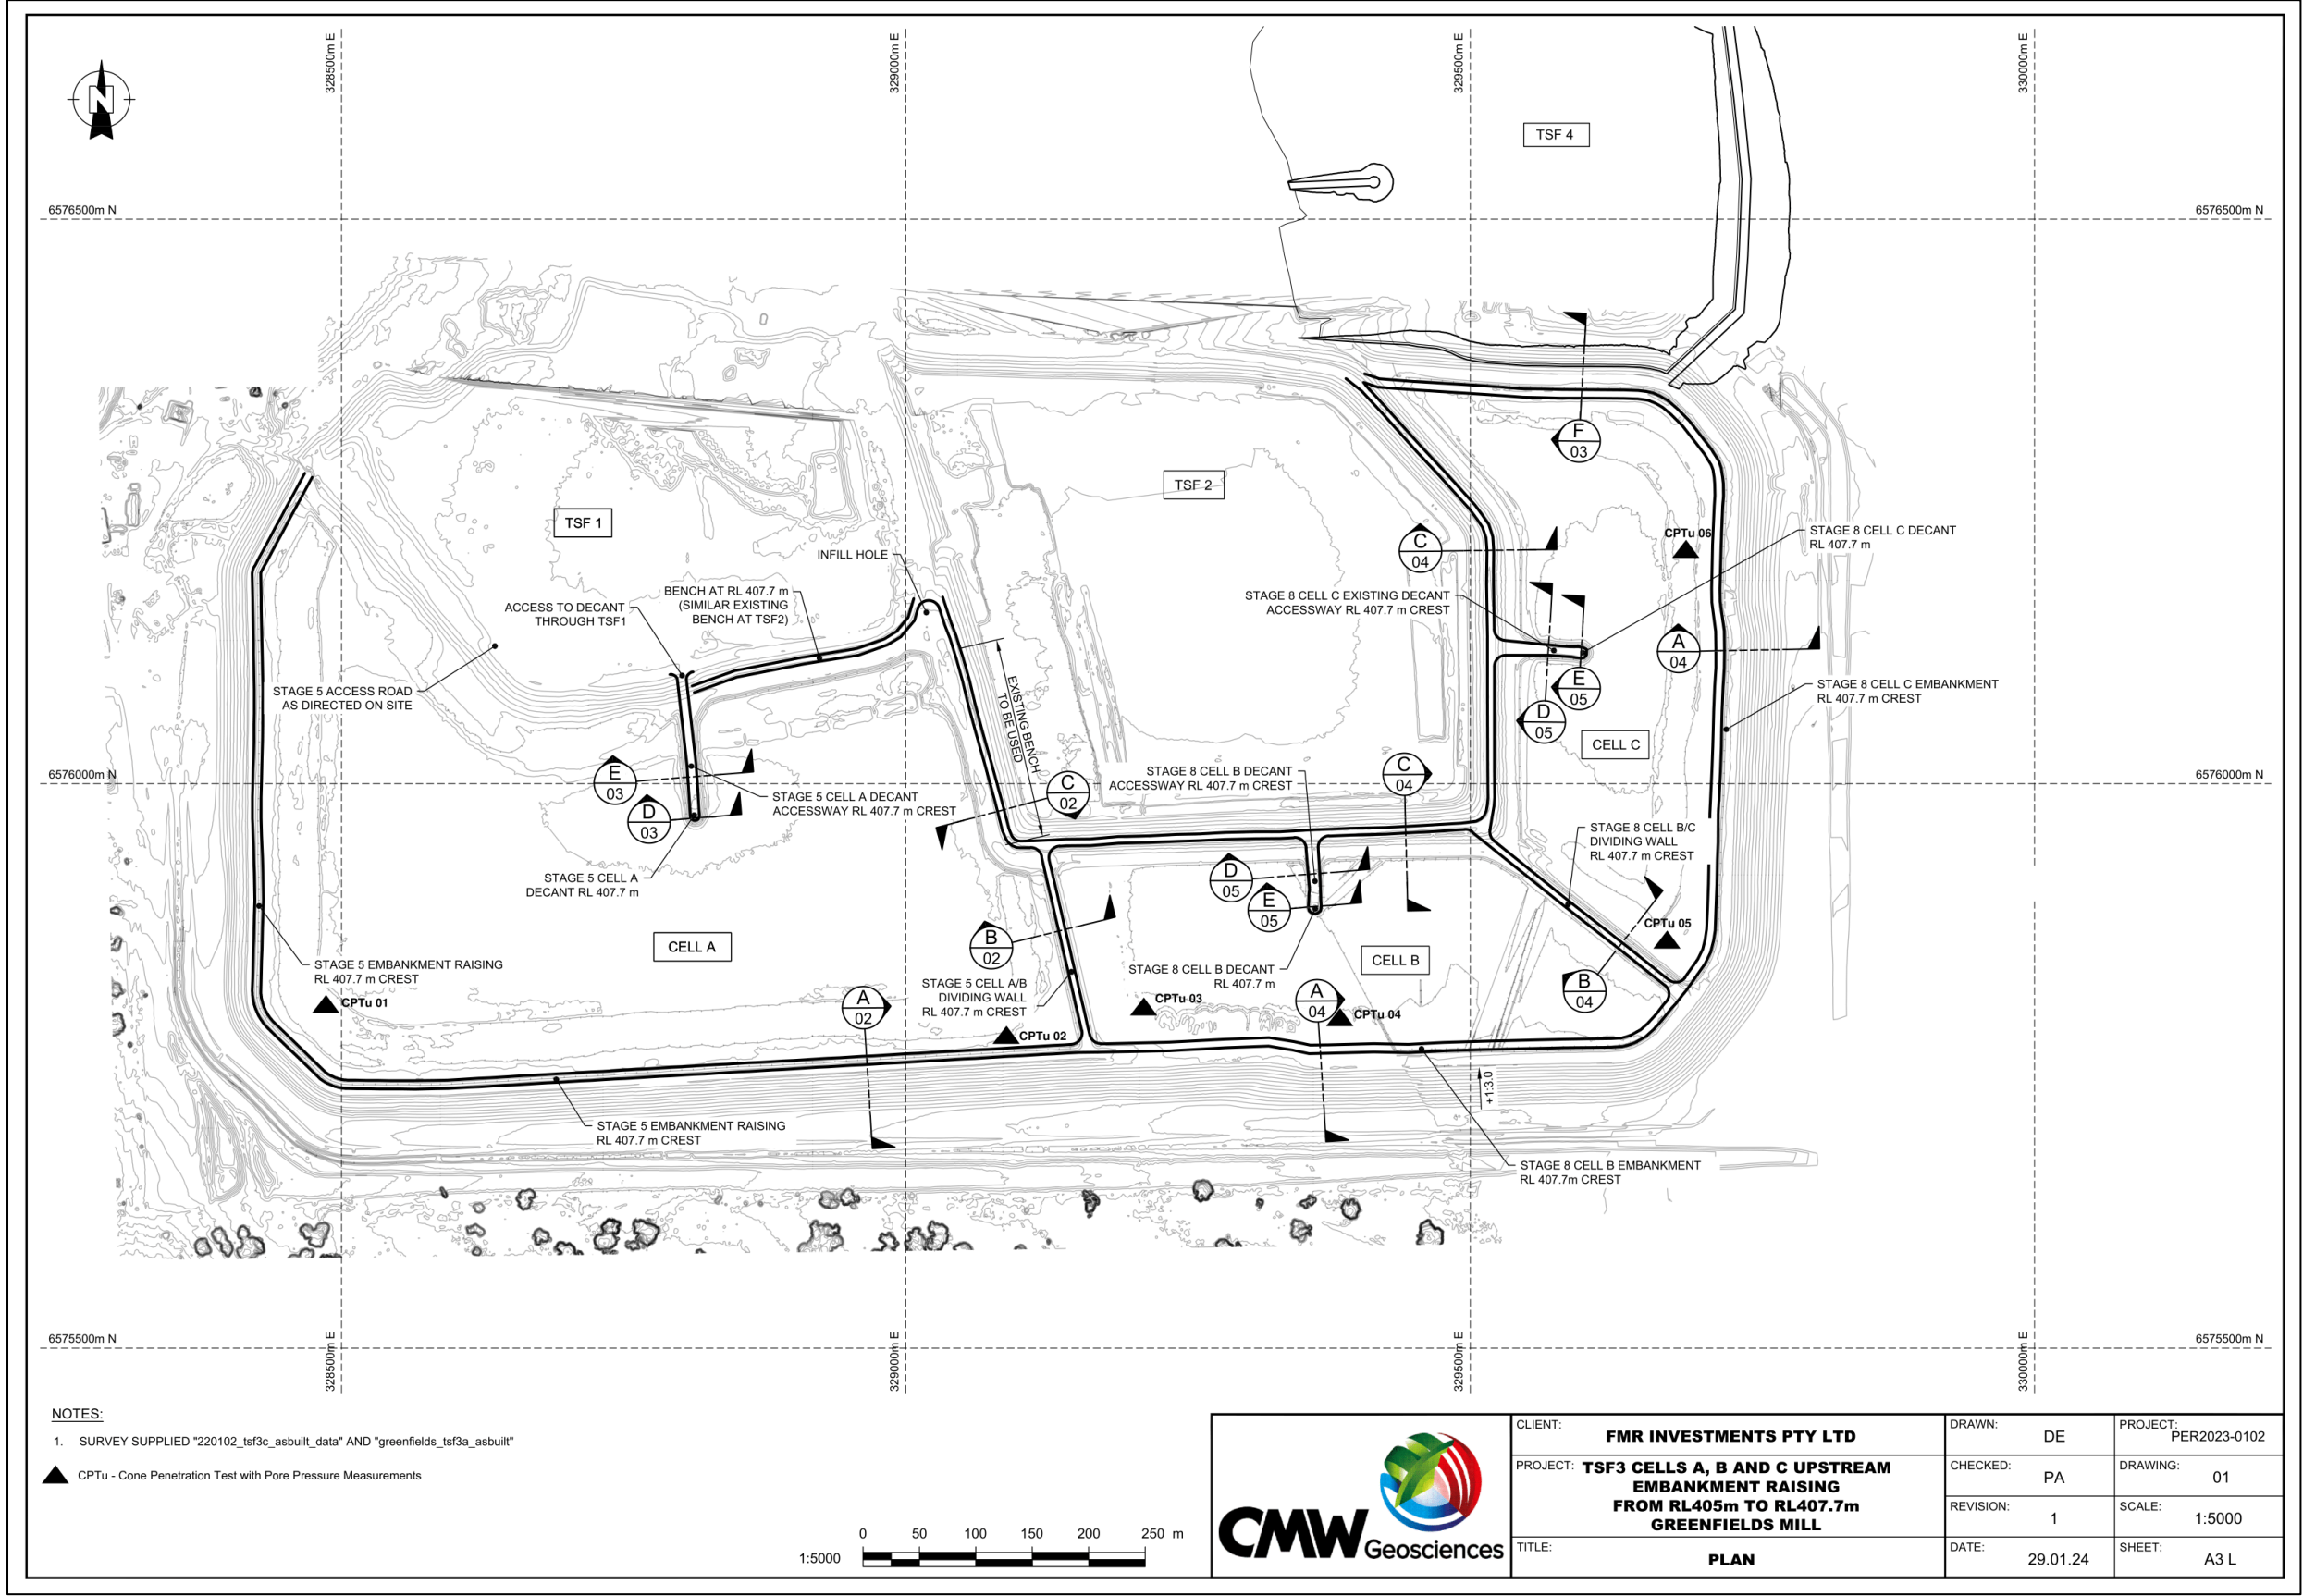 328500m E
329000m E
329500m E
330000m E
N
TSF 4
6576500m N
6576500m N
F
03
TSF 2
TSF 1
CPTu 06
STAGE 8 CELL C DECANT
RL 407.7 m
C
04
INFILL HOLE
BENCH AT RL 407.7 m
(SIMILAR EXISTING
BENCH AT TSF2)
ACCESS TO DECANT
THROUGH TSF1
STAGE 8 CELL C EXISTING DECANT
ACCESSWAY RL 407.7 m CREST
A
04
STAGE 5 ACCESS ROAD
AS DIRECTED ON SITE
EXISTING BENCH
TO BE USED
E
05
D
05
STAGE 8 CELL C EMBANKMENT
RL 407.7 m CREST
CELL C
6576000m N
6576000m N
E
03
D
03
STAGE 5 CELL A DECANT
ACCESSWAY RL 407.7 m CREST
C
02
STAGE 8 CELL B DECANT
ACCESSWAY RL 407.7 m CREST
C
04
STAGE 8 CELL B/C
DIVIDING WALL
RL 407.7 m CREST
STAGE 5 CELL A
DECANT RL 407.7 m
D
05
E
05
CPTu 05
CELL A
B
02
CELL B
STAGE 5 EMBANKMENT RAISING
RL 407.7 m CREST
STAGE 8 CELL B DECANT
RL 407.7 m
B
04
STAGE 5 CELL A/B
DIVIDING WALL
RL 407.7 m CREST
CPTu 01
A
02
CPTu 03
A
04
CPTu 04
CPTu 02
+1:3.0
STAGE 5 EMBANKMENT RAISING
RL 407.7 m CREST
STAGE 8 CELL B EMBANKMENT
RL 407.7m CREST
6575500m N
6575500m N
328500m E
329000m E
329500m E
330000m E
NOTES:
1. SURVEY SUPPLIED "220102_tsf3c_asbuilt_data" AND "greenfields_tsf3a_asbuilt"
CPTu - Cone Penetration Test with Pore Pressure Measurements
0 50 100 150 200 250 m
1:5000
CMW Geosciences
CLIENT:
FMR INVESTMENTS PTY LTD
PROJECT: TSF3 CELLS A, B AND C UPSTREAM
EMBANKMENT RAISING
FROM RL405m TO RL407.7m
GREENFIELDS MILL
TITLE:
PLAN
DRAWN:
DE
PROJECT:
PER2023-0102
CHECKED:
PA
DRAWING:
01
REVISION:
1
SCALE:
1:5000
DATE:
29.01.24
SHEET:
A3 L